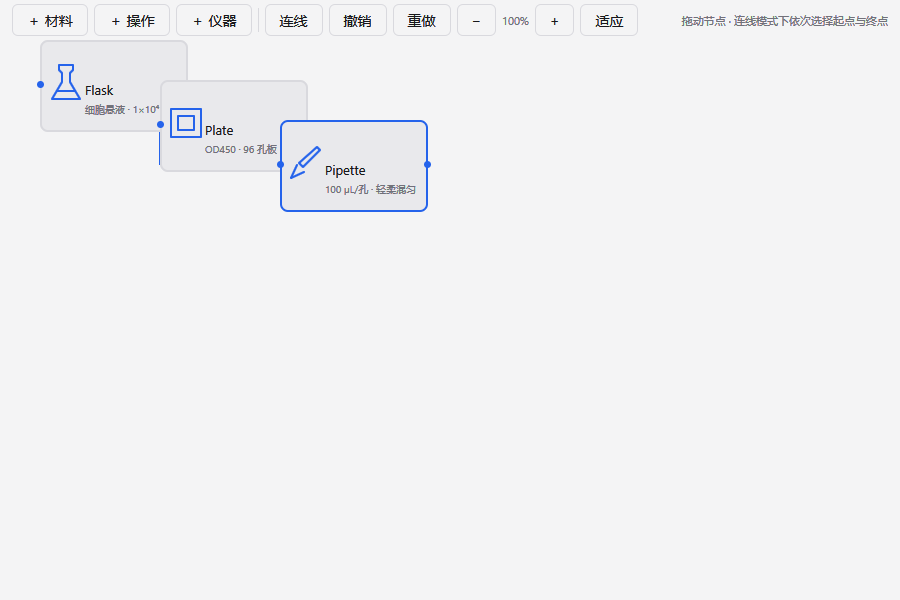 + 材料 + 操作 + 仪器 连线 撤销 重做 − 100% + 适应 拖动节点 · 连线模式下依次选择起点与终点
Flask
细胞悬液 · 1×10⁴
Plate
OD450 · 96 孔板
Pipette
100 µL/孔 · 轻柔混匀